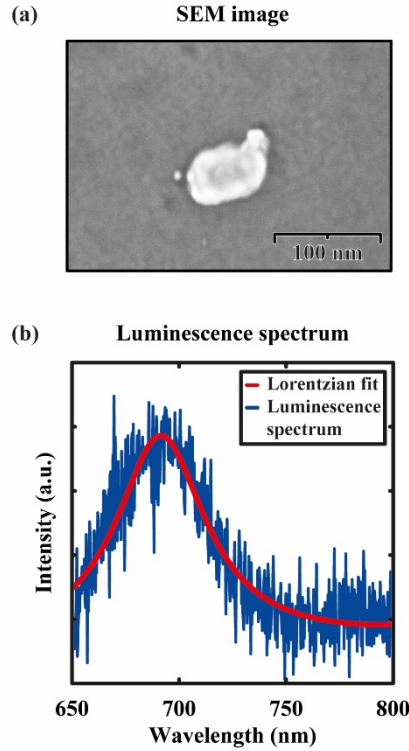 (a) SEM image
100 nm
(b) Luminescence spectrum
Lorentzian fit
Luminescence
spectrum
Intensity (a.u.)
650 700 750 800
Wavelength (nm)